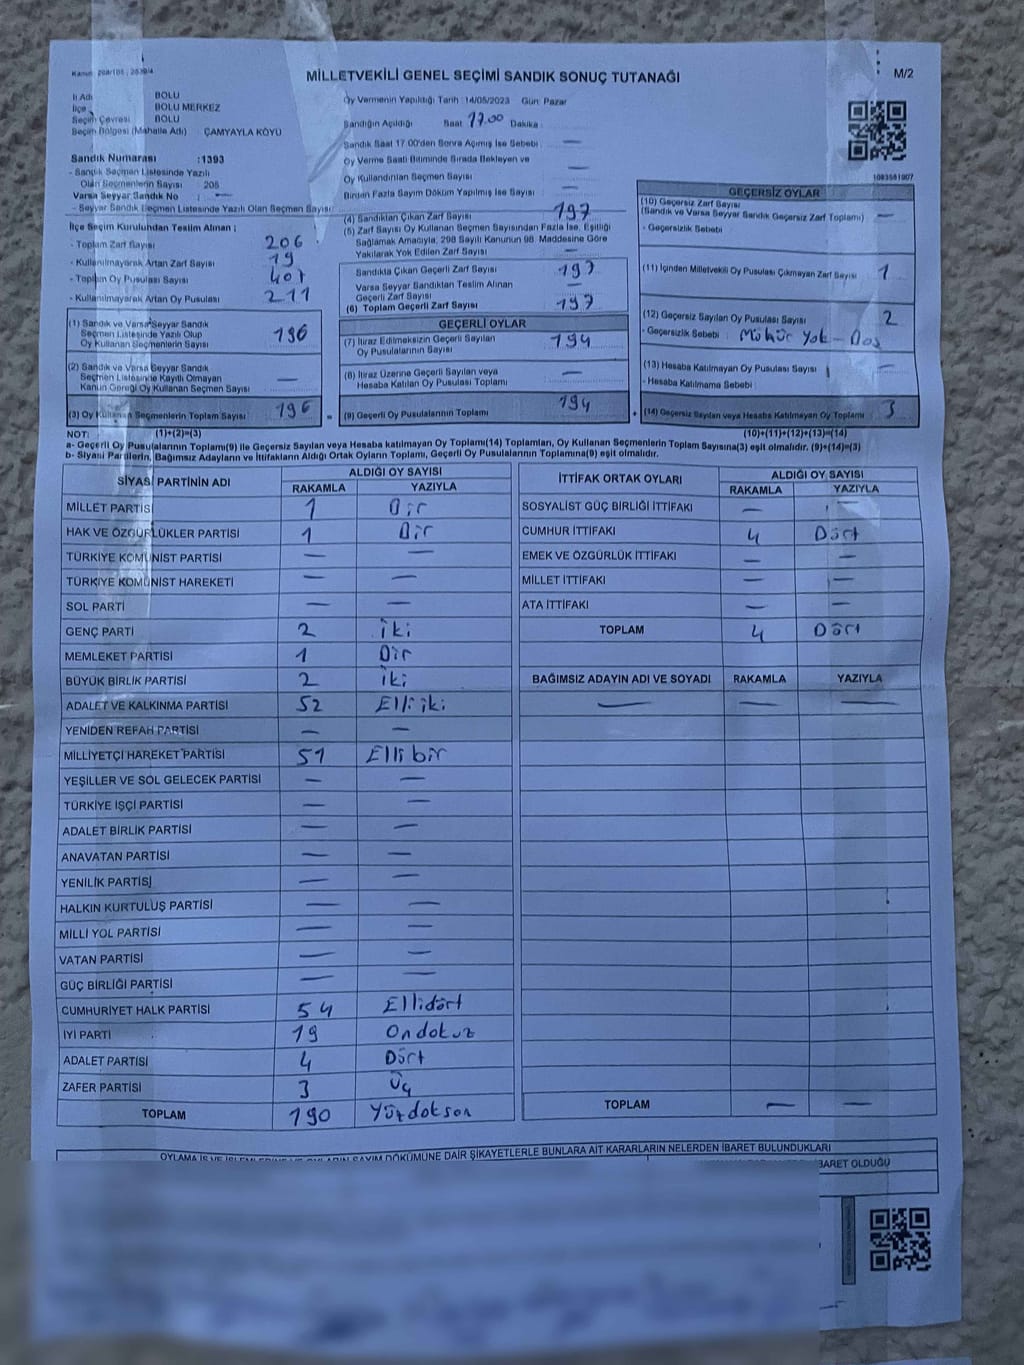 MİLLETVEKİLİ GENEL SEÇİMİ SANDIK SONUÇ TUTANAĞI
M/2
İl Adı BOLU
İlçe BOLU MERKEZ
Seçim Çevresi BOLU
Seçim Bölgesi (Mahalle Adı) : ÇAMYAYLA KÖYÜ
Sandık Numarası :1393
- Sandık Seçmen Listesinde Yazılı
Olan Seçmenlerin Sayısı : 206
Varsa Seyyar Sandık No —
- Seyyar Sandık Seçmen Listesinde Yazılı Olan Seçmen Sayısı
İlçe Seçim Kurulundan Teslim Alınan ;
- Toplam Zarf Sayısı 206
- Kullanılmayarak Artan Zarf Sayısı 19
- Toplam Oy Pusulası Sayısı 407
- Kullanılmayarak Artan Oy Pusulası 211
(1) Sandık ve Varsa Seyyar Sandık
Seçmen Listesinde Yazılı Olup
Oy Kullanan Seçmenlerin Sayısı 196
(2) Sandık ve Varsa Seyyar Sandık
Seçmen Listesinde Kayıtlı Olmayan
Kanun Gereği Oy Kullanan Seçmen Sayısı —
(3) Oy Kullanan Seçmenlerin Toplam Sayısı 196
Oy Vermenin Yapıldığı Tarih :14/05/2023 Gün: Pazar
Sandığın Açıldığı Saat 17.00 Dakika
Sandık Saat 17:00'den Sonra Açılmış İse Sebebi —
Oy Verme Saati Bitiminde Sırada Bekleyen ve
Oy Kullandırılan Seçmen Sayısı —
Birden Fazla Sayım Döküm Yapılmış İse Sayısı —
(4) Sandıktan Çıkan Zarf Sayısı 197
(5) Zarf Sayısı Oy Kullanan Seçmen Sayısından Fazla İse, Eşitliği
Sağlamak Amacıyla; 298 Sayılı Kanunun 98. Maddesine Göre
Yakılarak Yok Edilen Zarf Sayısı —
Sandıkta Çıkan Geçerli Zarf Sayısı 197
Varsa Seyyar Sandıktan Teslim Alınan
Geçerli Zarf Sayısı —
(6) Toplam Geçerli Zarf Sayısı 197
GEÇERLİ OYLAR
(7) İtiraz Edilmeksizin Geçerli Sayılan
Oy Pusulalarının Sayısı 194
(8) İtiraz Üzerine Geçerli Sayılan veya
Hesaba Katılan Oy Pusulası Toplamı —
= (9) Geçerli Oy Pusulalarının Toplamı 194
1083581907
GEÇERSİZ OYLAR
(10) Geçersiz Zarf Sayısı
(Sandık ve Varsa Seyyar Sandık Geçersiz Zarf Toplamı) —
- Geçersizlik Sebebi
(11) İçinden Milletvekili Oy Pusulası Çıkmayan Zarf Sayısı 1
(12) Geçersiz Sayılan Oy Pusulası Sayısı 2
- Geçersizlik Sebebi : Mühür Yok -
(13) Hesaba Katılmayan Oy Pusulası Sayısı —
- Hesaba Katılmama Sebebi
+ (14) Geçersiz Sayılan veya Hesaba Katılmayan Oy Toplamı 3
NOT: (1)+(2)=(3) (10)+(11)+(12)+(13)=(14)
a- Geçerli Oy Pusulalarının Toplamı(9) ile Geçersiz Sayılan veya Hesaba katılmayan Oy Toplamı(14) Toplamları, Oy Kullanan Seçmenlerin Toplam Sayısına(3) eşit olmalıdır. (9)+(14)=(3)
b- Siyasi Partilerin, Bağımsız Adayların ve İttifakların Aldığı Ortak Oyların Toplamı, Geçerli Oy Pusulalarının Toplamına(9) eşit olmalıdır.
SİYASİ PARTİNİN ADI ALDIĞI OY SAYISI
RAKAMLA YAZIYLA
MİLLET PARTİSİ 1 Bir
HAK VE ÖZGÜRLÜKLER PARTİSİ 1 Bir
TÜRKİYE KOMÜNİST PARTİSİ — —
TÜRKİYE KOMÜNİST HAREKETİ — —
SOL PARTİ — —
GENÇ PARTİ 2 İki
MEMLEKET PARTİSİ 1 Bir
BÜYÜK BİRLİK PARTİSİ 2 İki
ADALET VE KALKINMA PARTİSİ 52 Elli iki
YENİDEN REFAH PARTİSİ — —
MİLLİYETÇİ HAREKET PARTİSİ 51 Elli bir
YEŞİLLER VE SOL GELECEK PARTİSİ — —
TÜRKİYE İŞÇİ PARTİSİ — —
ADALET BİRLİK PARTİSİ — —
ANAVATAN PARTİSİ — —
YENİLİK PARTİSİ — —
HALKIN KURTULUŞ PARTİSİ — —
MİLLİ YOL PARTİSİ — —
VATAN PARTİSİ — —
GÜÇ BİRLİĞİ PARTİSİ — —
CUMHURİYET HALK PARTİSİ 54 Ellidört
İYİ PARTİ 19 Ondokuz
ADALET PARTİSİ 4 Dört
ZAFER PARTİSİ 3 Üç
TOPLAM 190 Yüzdoksan
İTTİFAK ORTAK OYLARI ALDIĞI OY SAYISI
RAKAMLA YAZIYLA
SOSYALİST GÜÇ BİRLİĞİ İTTİFAKI — —
CUMHUR İTTİFAKI 4 Dört
EMEK VE ÖZGÜRLÜK İTTİFAKI — —
MİLLET İTTİFAKI — —
ATA İTTİFAKI — —
TOPLAM 4 Dört
BAĞIMSIZ ADAYIN ADI VE SOYADI RAKAMLA YAZIYLA
— — —
TOPLAM — —
OYLAMA İŞ VE İŞLEMLERİNE VE OYLARIN SAYIM DÖKÜMÜNE DAİR ŞİKAYETLERLE BUNLARA AİT KARARLARIN NELERDEN İBARET BULUNDUKLARI
İBARET OLDUĞU